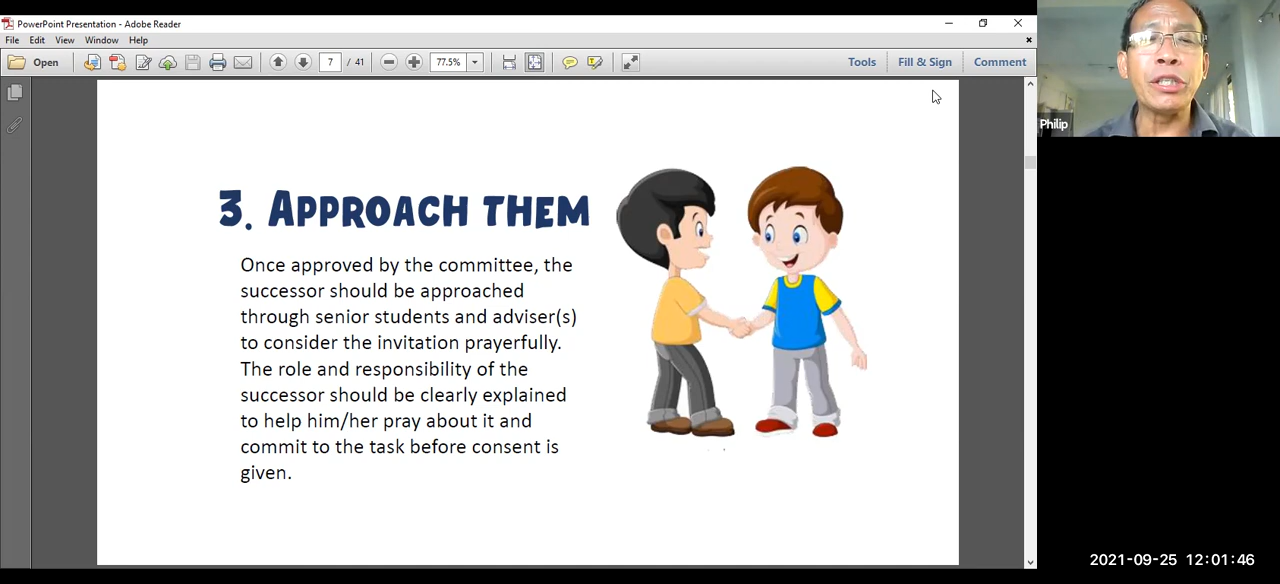 PowerPoint Presentation - Adobe Reader
File Edit View Window Help
Open 7 / 41 77.5% Tools Fill & Sign Comment
Philip
3. APPROACH THEM
Once approved by the committee, the
successor should be approached
through senior students and adviser(s)
to consider the invitation prayerfully.
The role and responsibility of the
successor should be clearly explained
to help him/her pray about it and
commit to the task before consent is
given.
2021-09-25 12:01:46